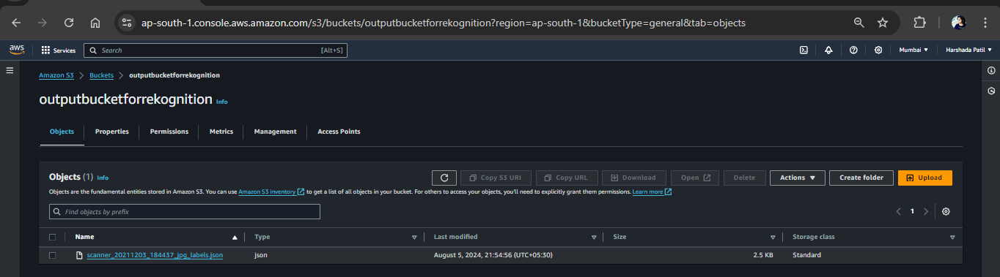 ap-south-1.console.aws.amazon.com/s3/buckets/outputbucketforrekognition?region=ap-south-1&bucketType=general&tab=objects
aws Services Search [Alt+S] Mumbai ▼ Harshada Patil ▼
Amazon S3 > Buckets > outputbucketforrekognition
outputbucketforrekognition Info
Objects Properties Permissions Metrics Management Access Points
Objects (1) Info Copy S3 URI Copy URL Download Open Delete Actions ▼ Create folder Upload
Objects are the fundamental entities stored in Amazon S3. You can use Amazon S3 inventory to get a list of all objects in your bucket. For others to access your objects, you'll need to explicitly grant them permissions. Learn more
Find objects by prefix < 1 >
Name Type Last modified Size Storage class
scanner_20211203_184437_jpg_labels.json json August 5, 2024, 21:54:56 (UTC+05:30) 2.5 KB Standard